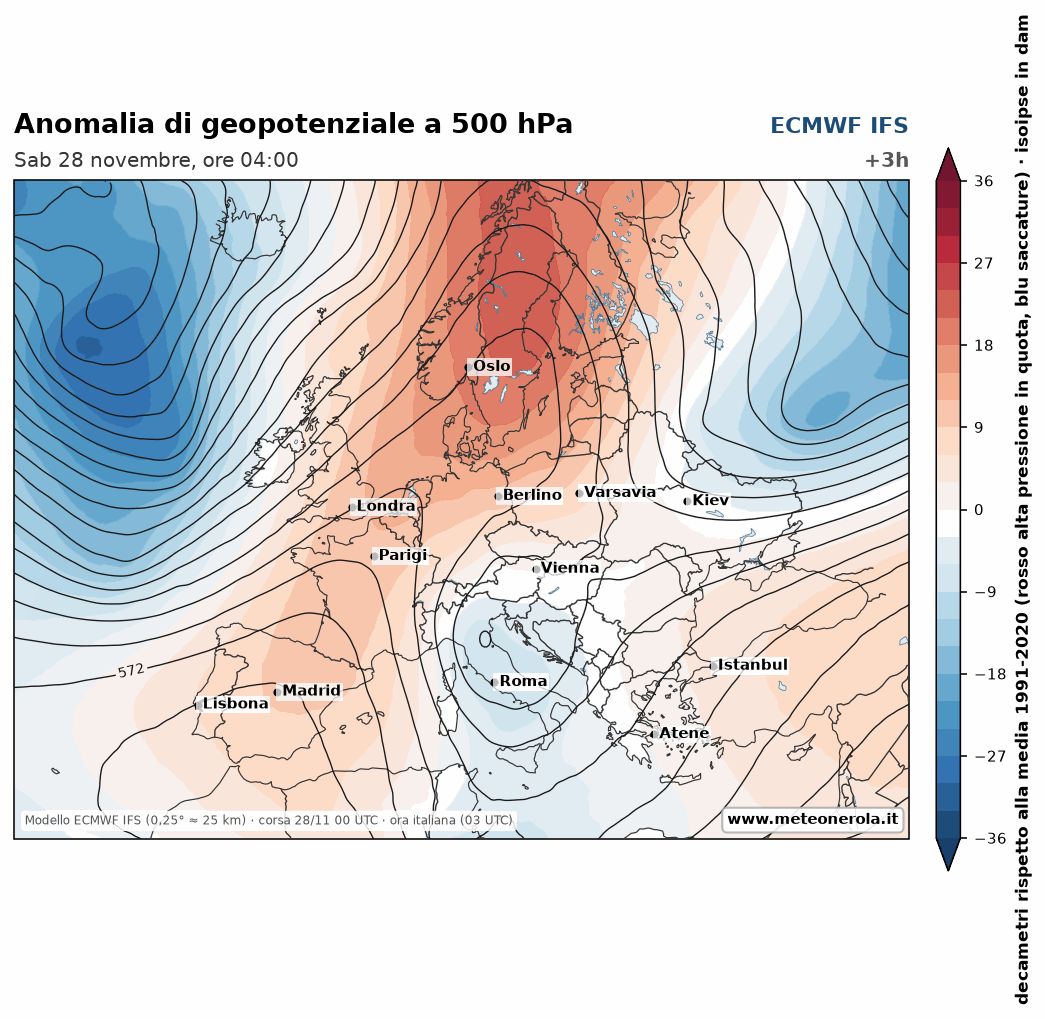 Anomalia di geopotenziale a 500 hPa
ECMWF IFS
Sab 28 novembre, ore 04:00
+3h
Oslo
Berlino
Varsavia
Kiev
Londra
Parigi
Vienna
572
Istanbul
Roma
Madrid
Lisbona
Atene
Modello ECMWF IFS (0,25° ≈ 25 km) · corsa 28/11 00 UTC · ora italiana (03 UTC)
www.meteonerola.it
36
27
18
9
0
−9
−18
−27
−36
decametri rispetto alla media 1991-2020 (rosso alta pressione in quota, blu saccature) · isoipse in dam